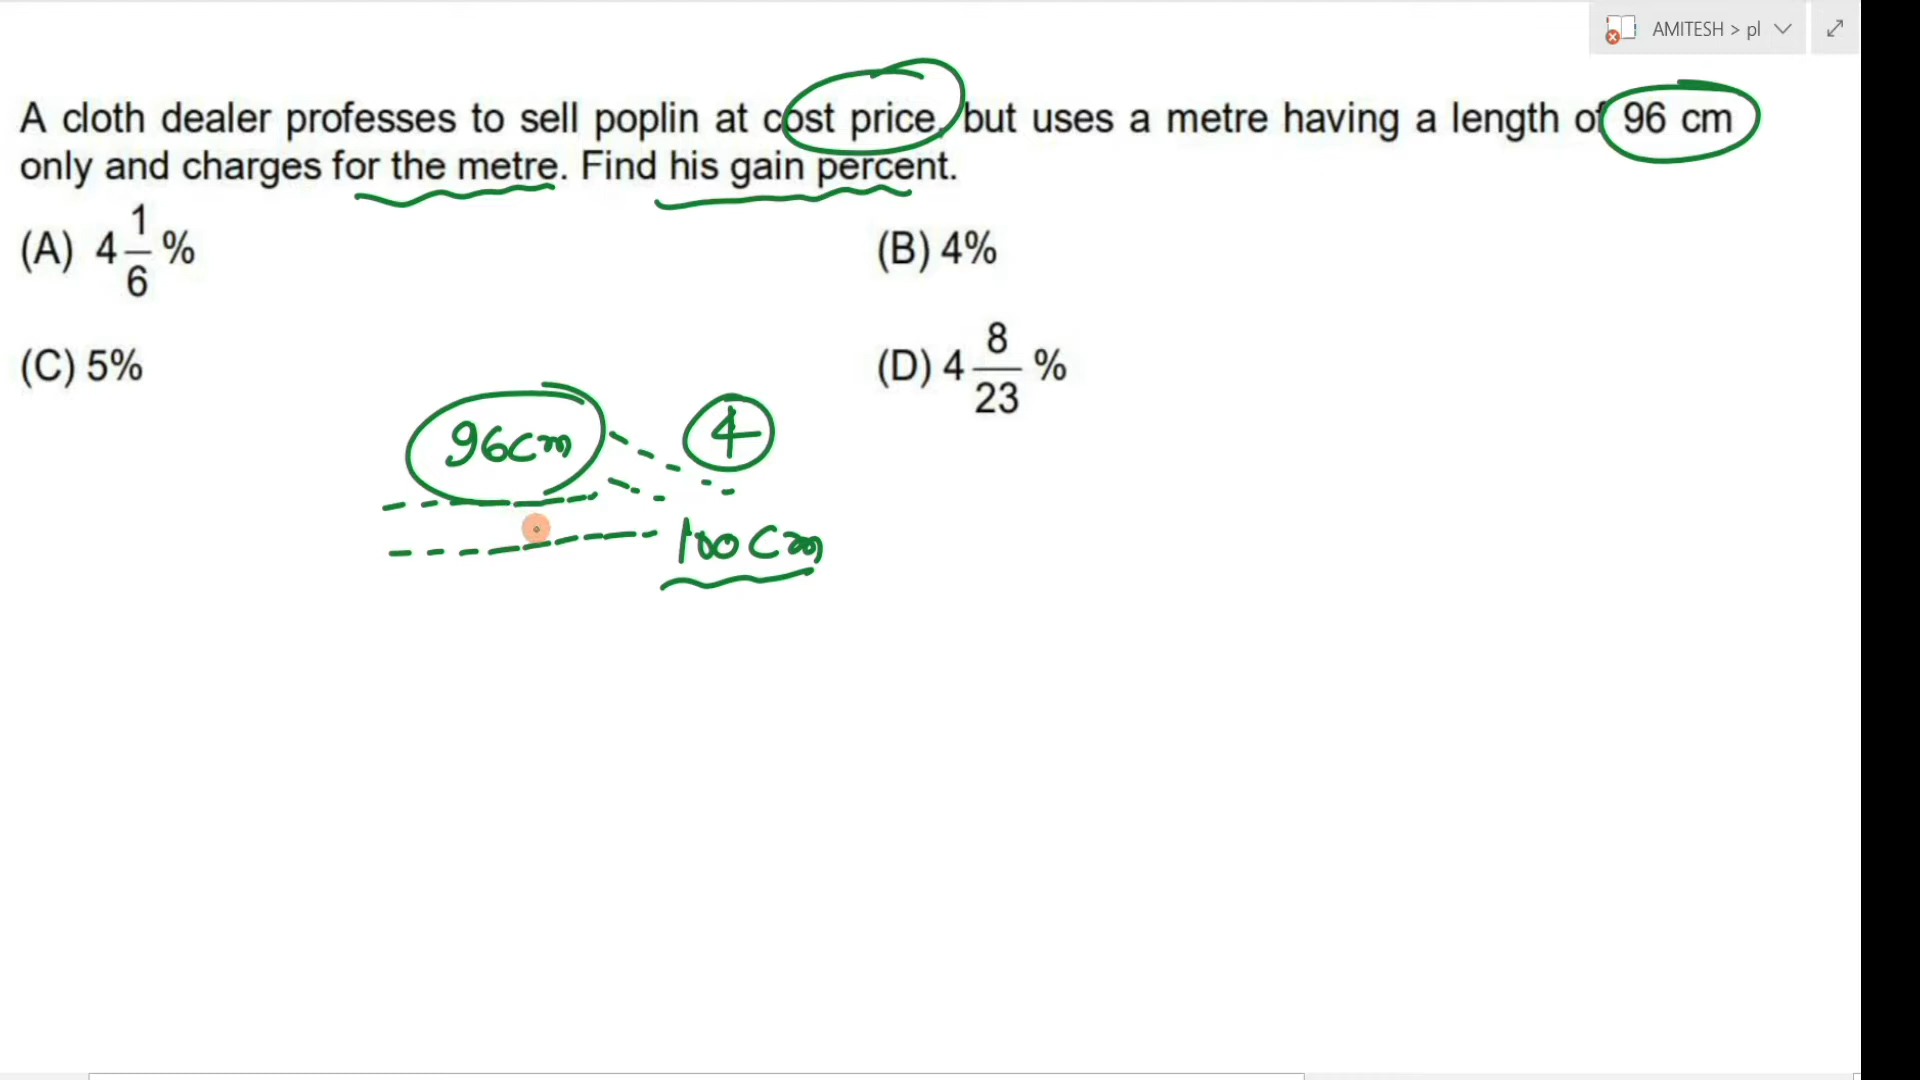 AMITESH > pl
A cloth dealer professes to sell poplin at cost price, but uses a metre having a length of 96 cm
only and charges for the metre. Find his gain percent.
(A) 4 1/6 %
(B) 4%
(C) 5%
(D) 4 8/23 %
96cm
4
100 cm